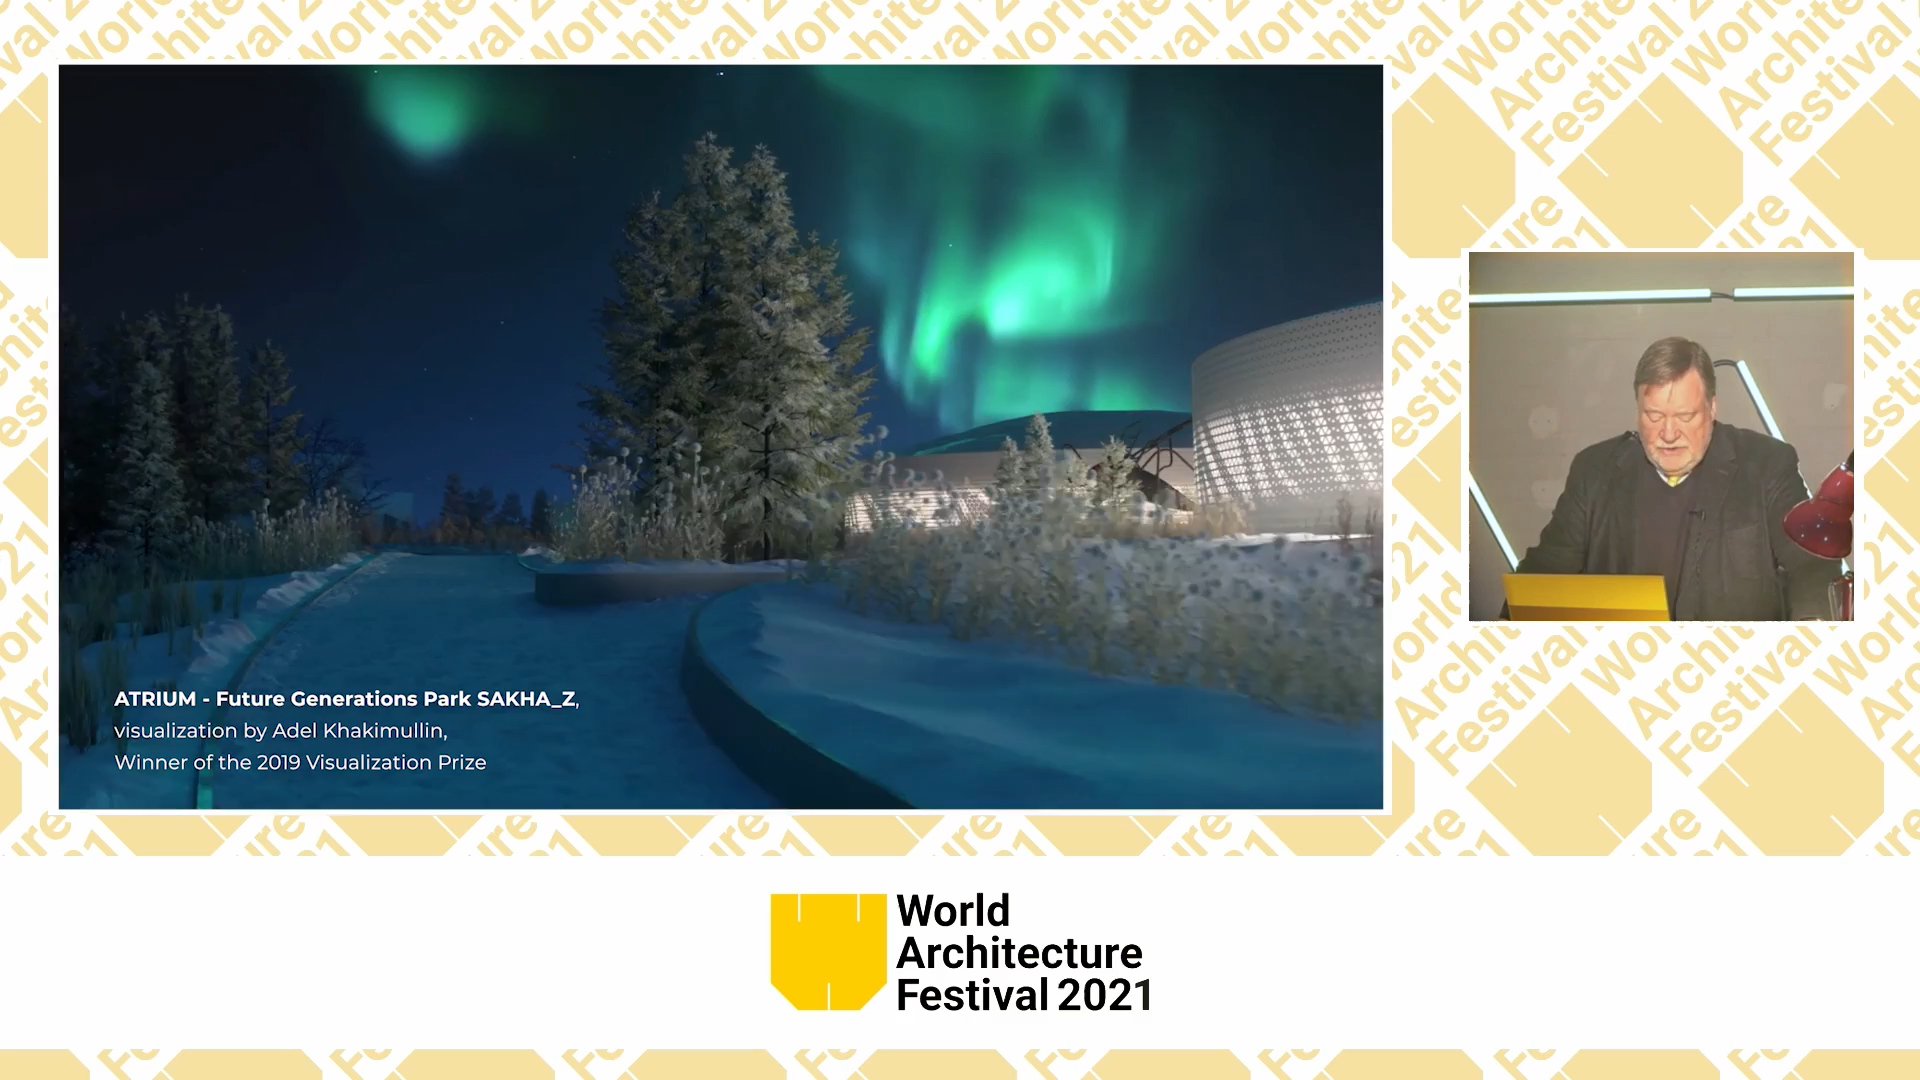 ATRIUM - Future Generations Park SAKHA_Z,
visualization by Adel Khakimullin,
Winner of the 2019 Visualization Prize
World
Architecture
Festival 2021